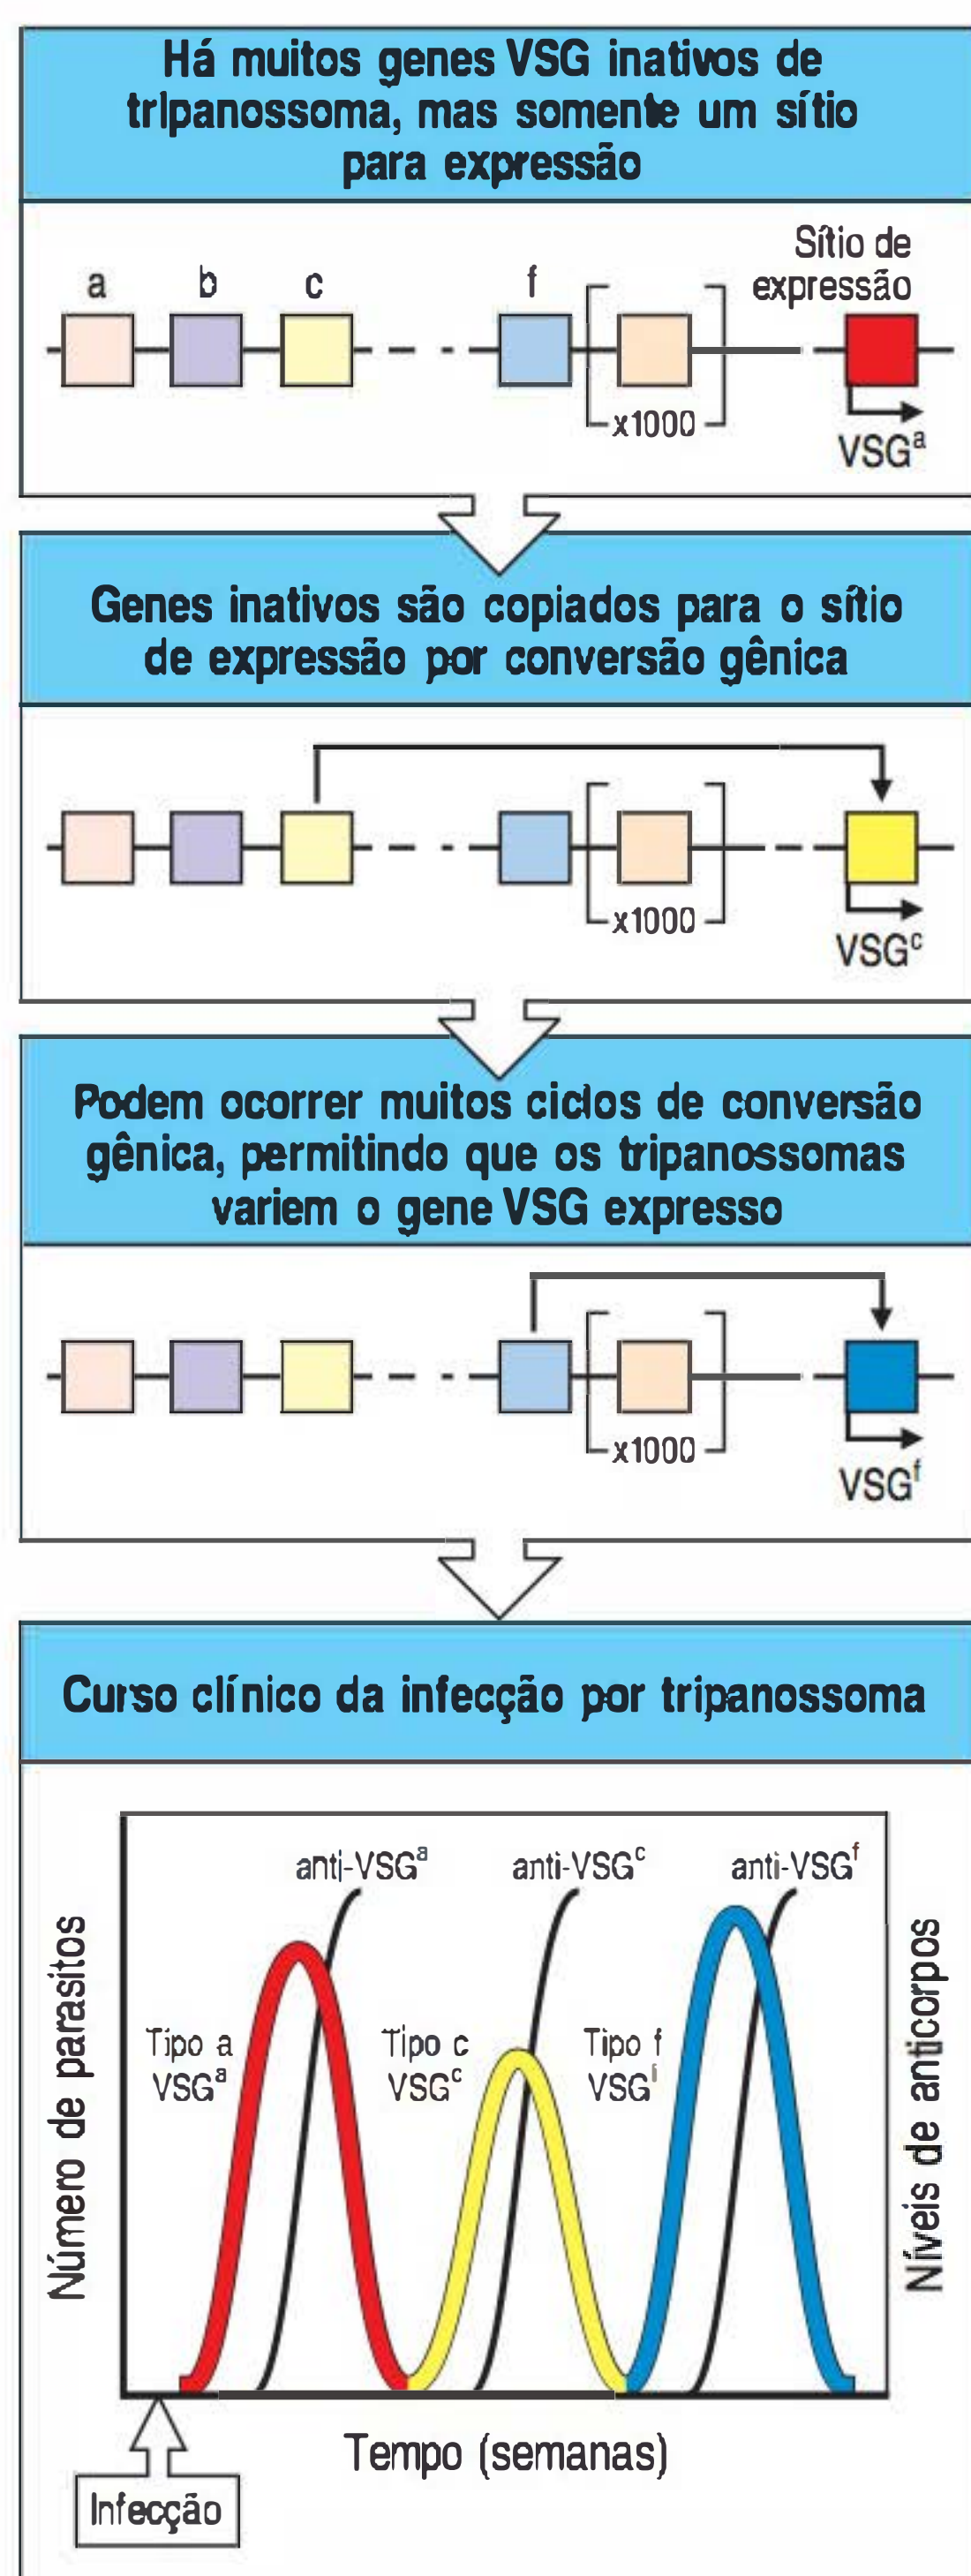 Há muitos genes VSG inativos de
tripanossoma, mas somente um sítio
para expressão
Sítio de
expressão
a b c f
x1000
VSGª
Genes inativos são copiados para o sítio
de expressão por conversão gênica
x1000
VSGᶜ
Podem ocorrer muitos ciclos de conversão
gênica, permitindo que os tripanossomas
variem o gene VSG expresso
x1000
VSGᶠ
Curso clínico da infecção por tripanossoma
anti-VSGª anti-VSGᶜ anti-VSGᶠ
Número de parasitos
Tipo a
VSGª
Tipo c
VSGᶜ
Tipo f
VSGᶠ
Níveis de anticorpos
Tempo (semanas)
Infecção